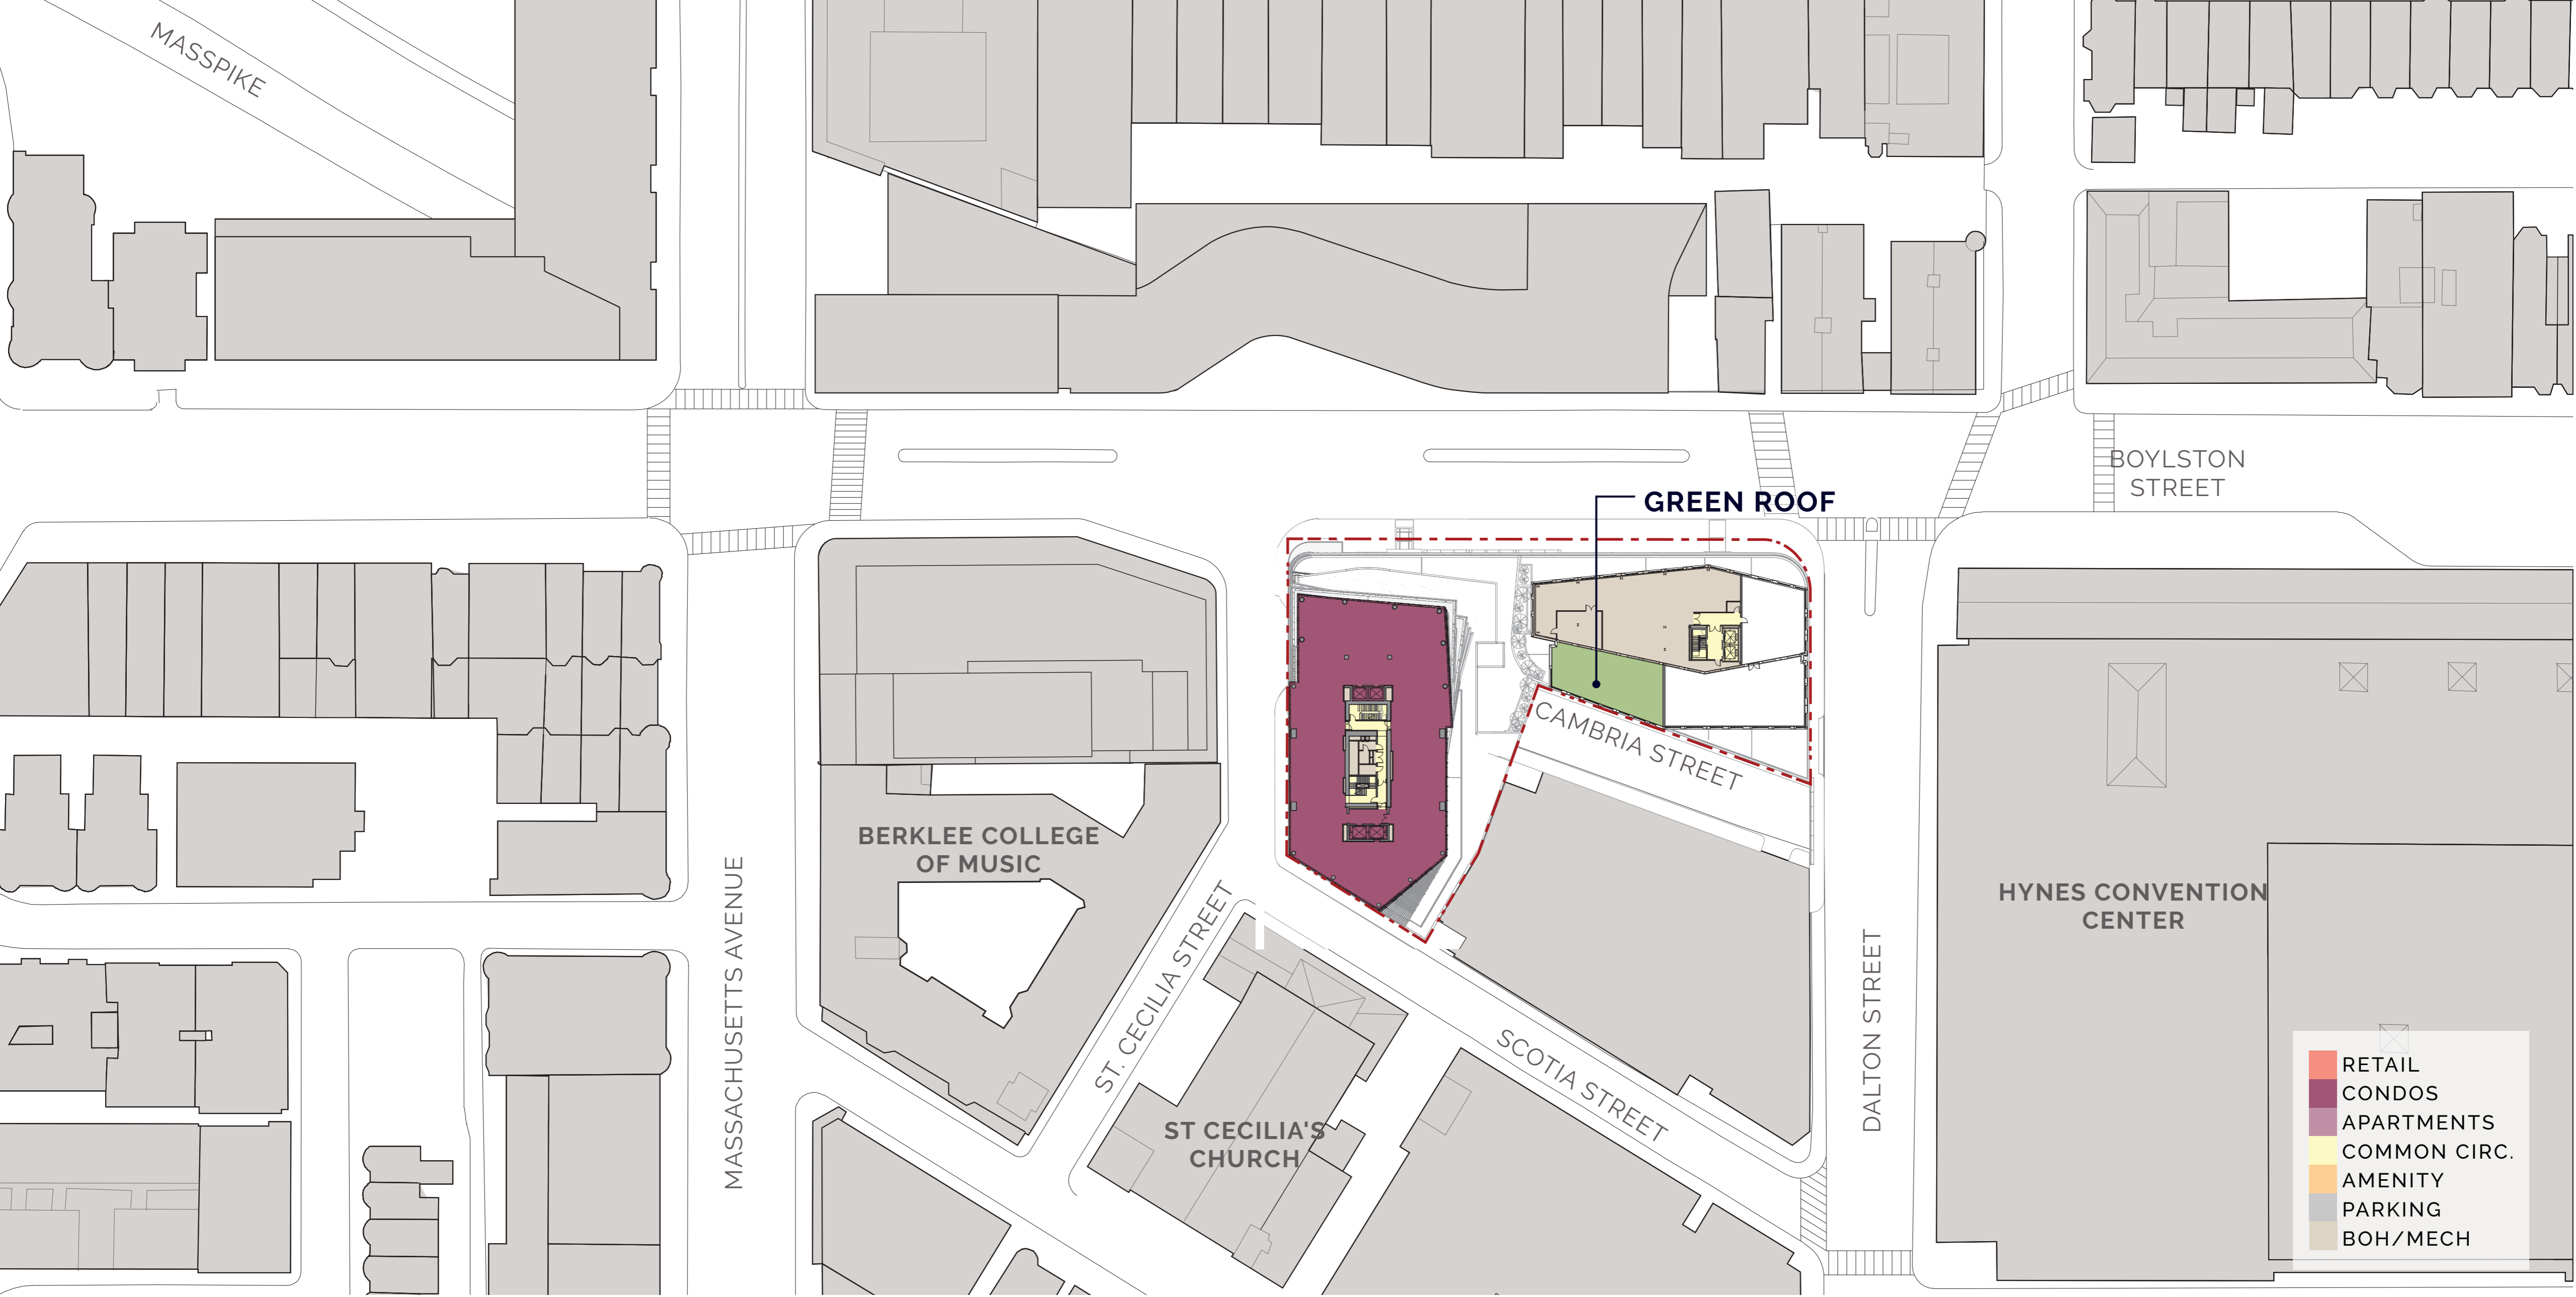 MASSPIKE
BOYLSTON
STREET
GREEN ROOF
CAMBRIA STREET
BERKLEE COLLEGE
OF MUSIC
MASSACHUSETTS AVENUE
ST. CECILIA STREET
HYNES CONVENTION
CENTER
DALTON STREET
SCOTIA STREET
ST CECILIA'S
CHURCH
RETAIL
CONDOS
APARTMENTS
COMMON CIRC.
AMENITY
PARKING
BOH/MECH